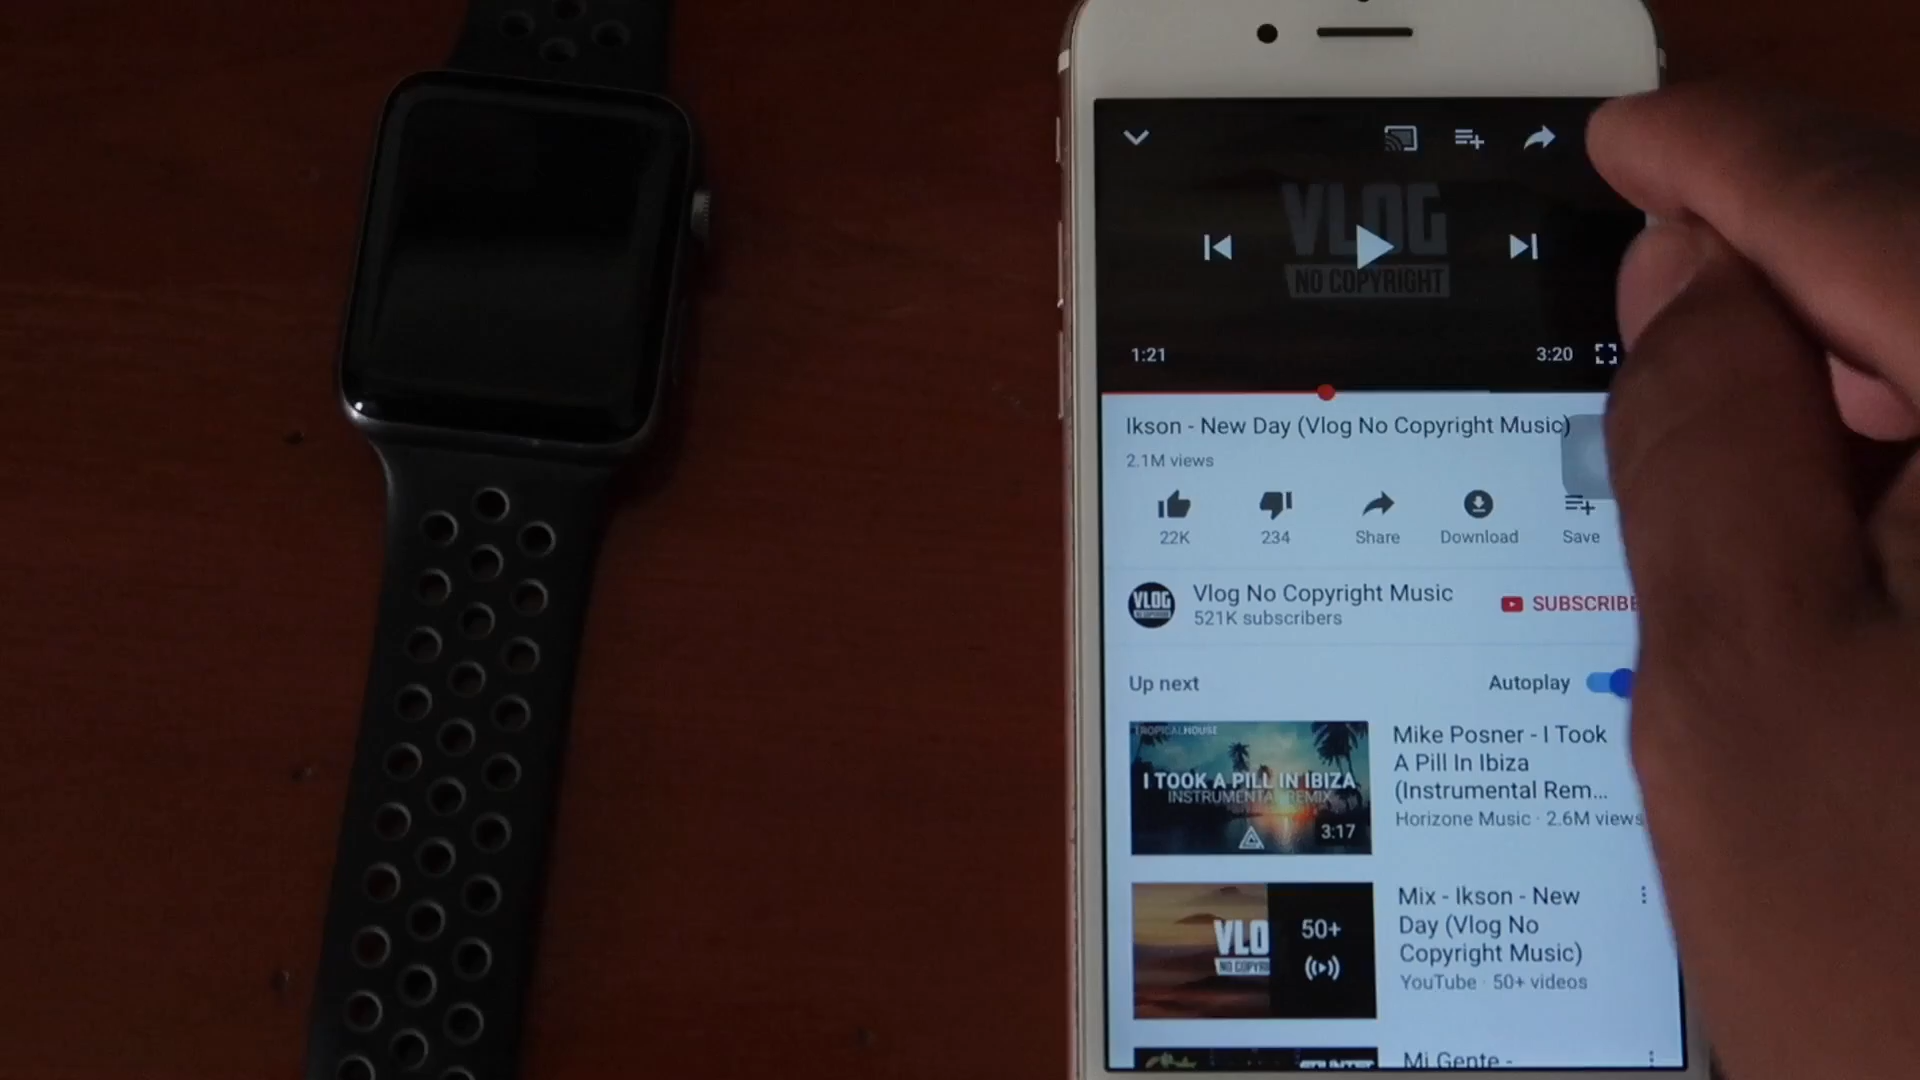 VLOG
NO COPYRIGHT
1:21
3:20
Ikson - New Day (Vlog No Copyright Music)
2.1M views
22K
234
Share
Download
Save
VLOG
Vlog No Copyright Music
521K subscribers
SUBSCRIBE
Up next
Autoplay
TROPICALHOUSE
I TOOK A PILL IN IBIZA
INSTRUMENTAL REMIX
3:17
Mike Posner - I Took
A Pill In Ibiza
(Instrumental Rem...
Horizone Music · 2.6M views
VLO
NO COPYRI
50+
Mix - Ikson - New
Day (Vlog No
Copyright Music)
YouTube · 50+ videos
Mi Gente -